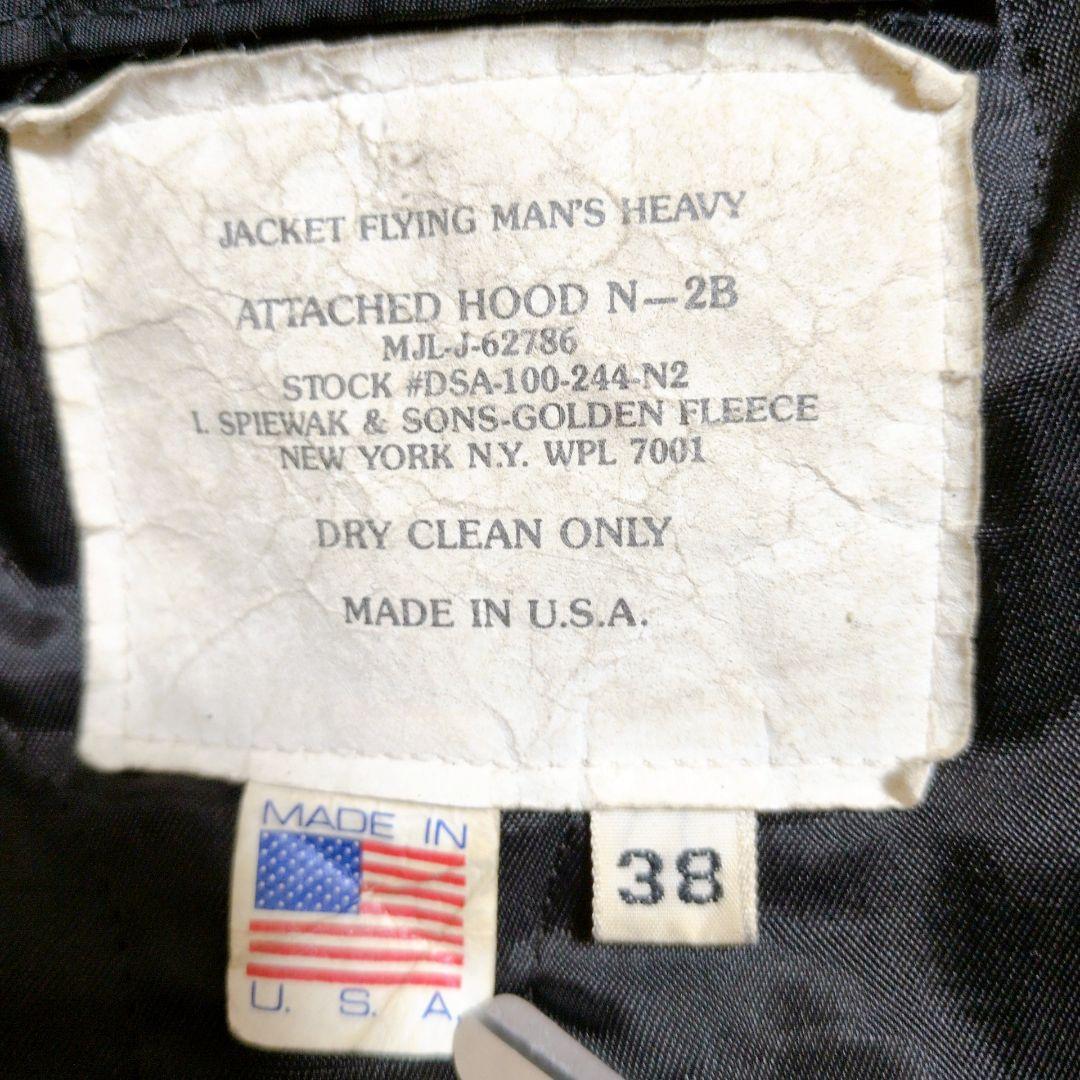 JACKET FLYING MAN'S HEAVY
ATTACHED HOOD N-2B
MJL-J-62786
STOCK #DSA-100-244-N2
I. SPIEWAK & SONS-GOLDEN FLEECE
NEW YORK N.Y. WPL 7001
DRY CLEAN ONLY
MADE IN U.S.A.
MADE IN
U. S. A.
38